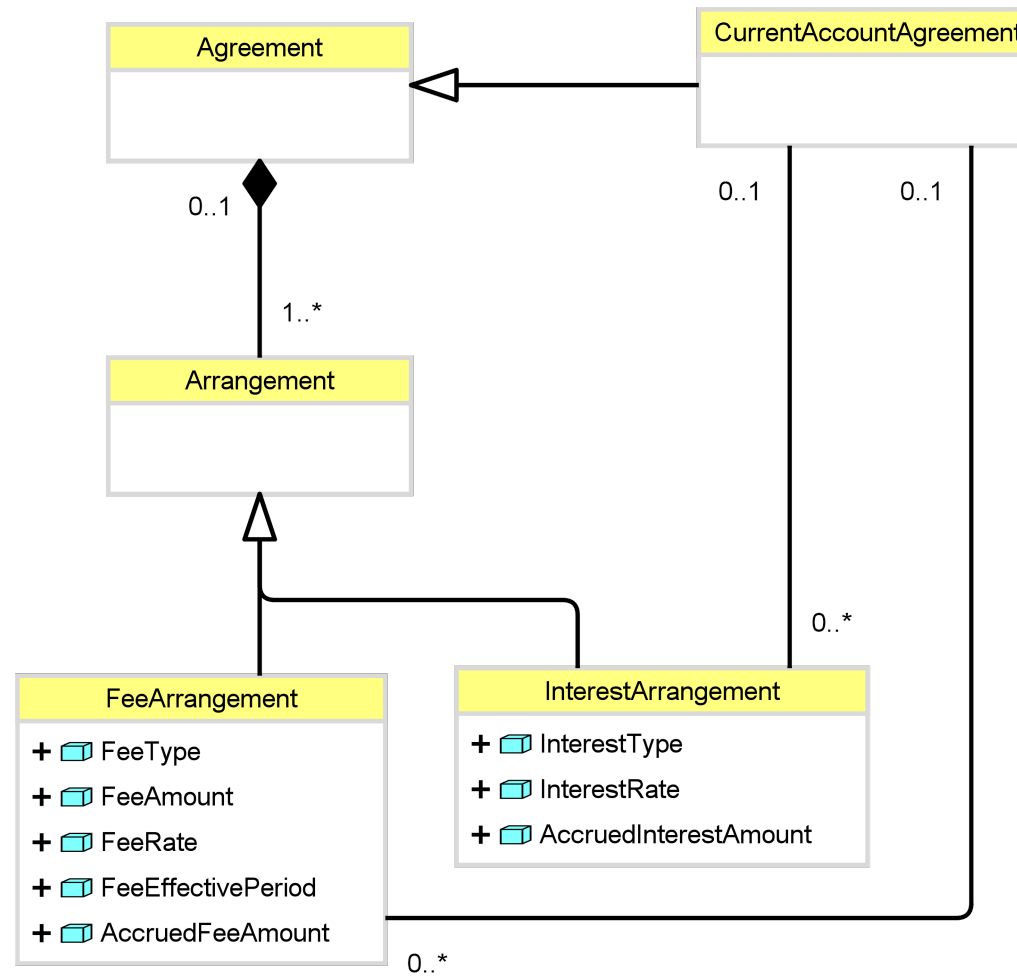 Agreement
CurrentAccountAgreement
0..1
0..1
0..1
1..*
Arrangement
0..*
FeeArrangement
InterestArrangement
+ FeeType
+ FeeAmount
+ FeeRate
+ FeeEffectivePeriod
+ AccruedFeeAmount
+ InterestType
+ InterestRate
+ AccruedInterestAmount
0..*